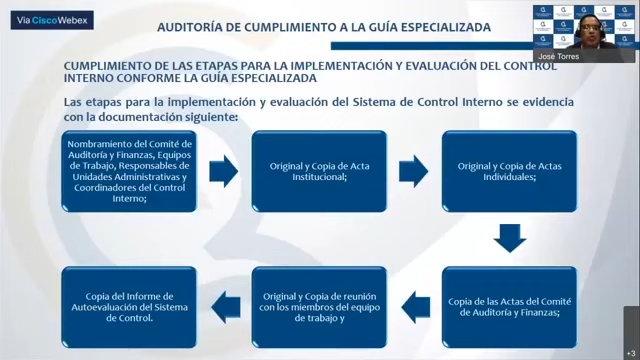 Vía CiscoWebex
AUDITORÍA DE CUMPLIMIENTO A LA GUÍA ESPECIALIZADA
José Torres
CUMPLIMIENTO DE LAS ETAPAS PARA LA IMPLEMENTACIÓN Y EVALUACIÓN DEL CONTROL
INTERNO CONFORME LA GUÍA ESPECIALIZADA
Las etapas para la implementación y evaluación del Sistema de Control Interno se evidencia
con la documentación siguiente:
Nombramiento del Comité de
Auditoría y Finanzas, Equipos
de Trabajo, Responsables de
Unidades Administrativas y
Coordinadores del Control
Interno;
Original y Copia de Acta
Institucional;
Original y Copia de Actas
Individuales;
Copia del Informe de
Autoevaluación del Sistema
de Control.
Original y Copia de reunión
con los miembros del equipo
de trabajo y
Copia de las Actas del Comité
de Auditoría y Finanzas;
+3